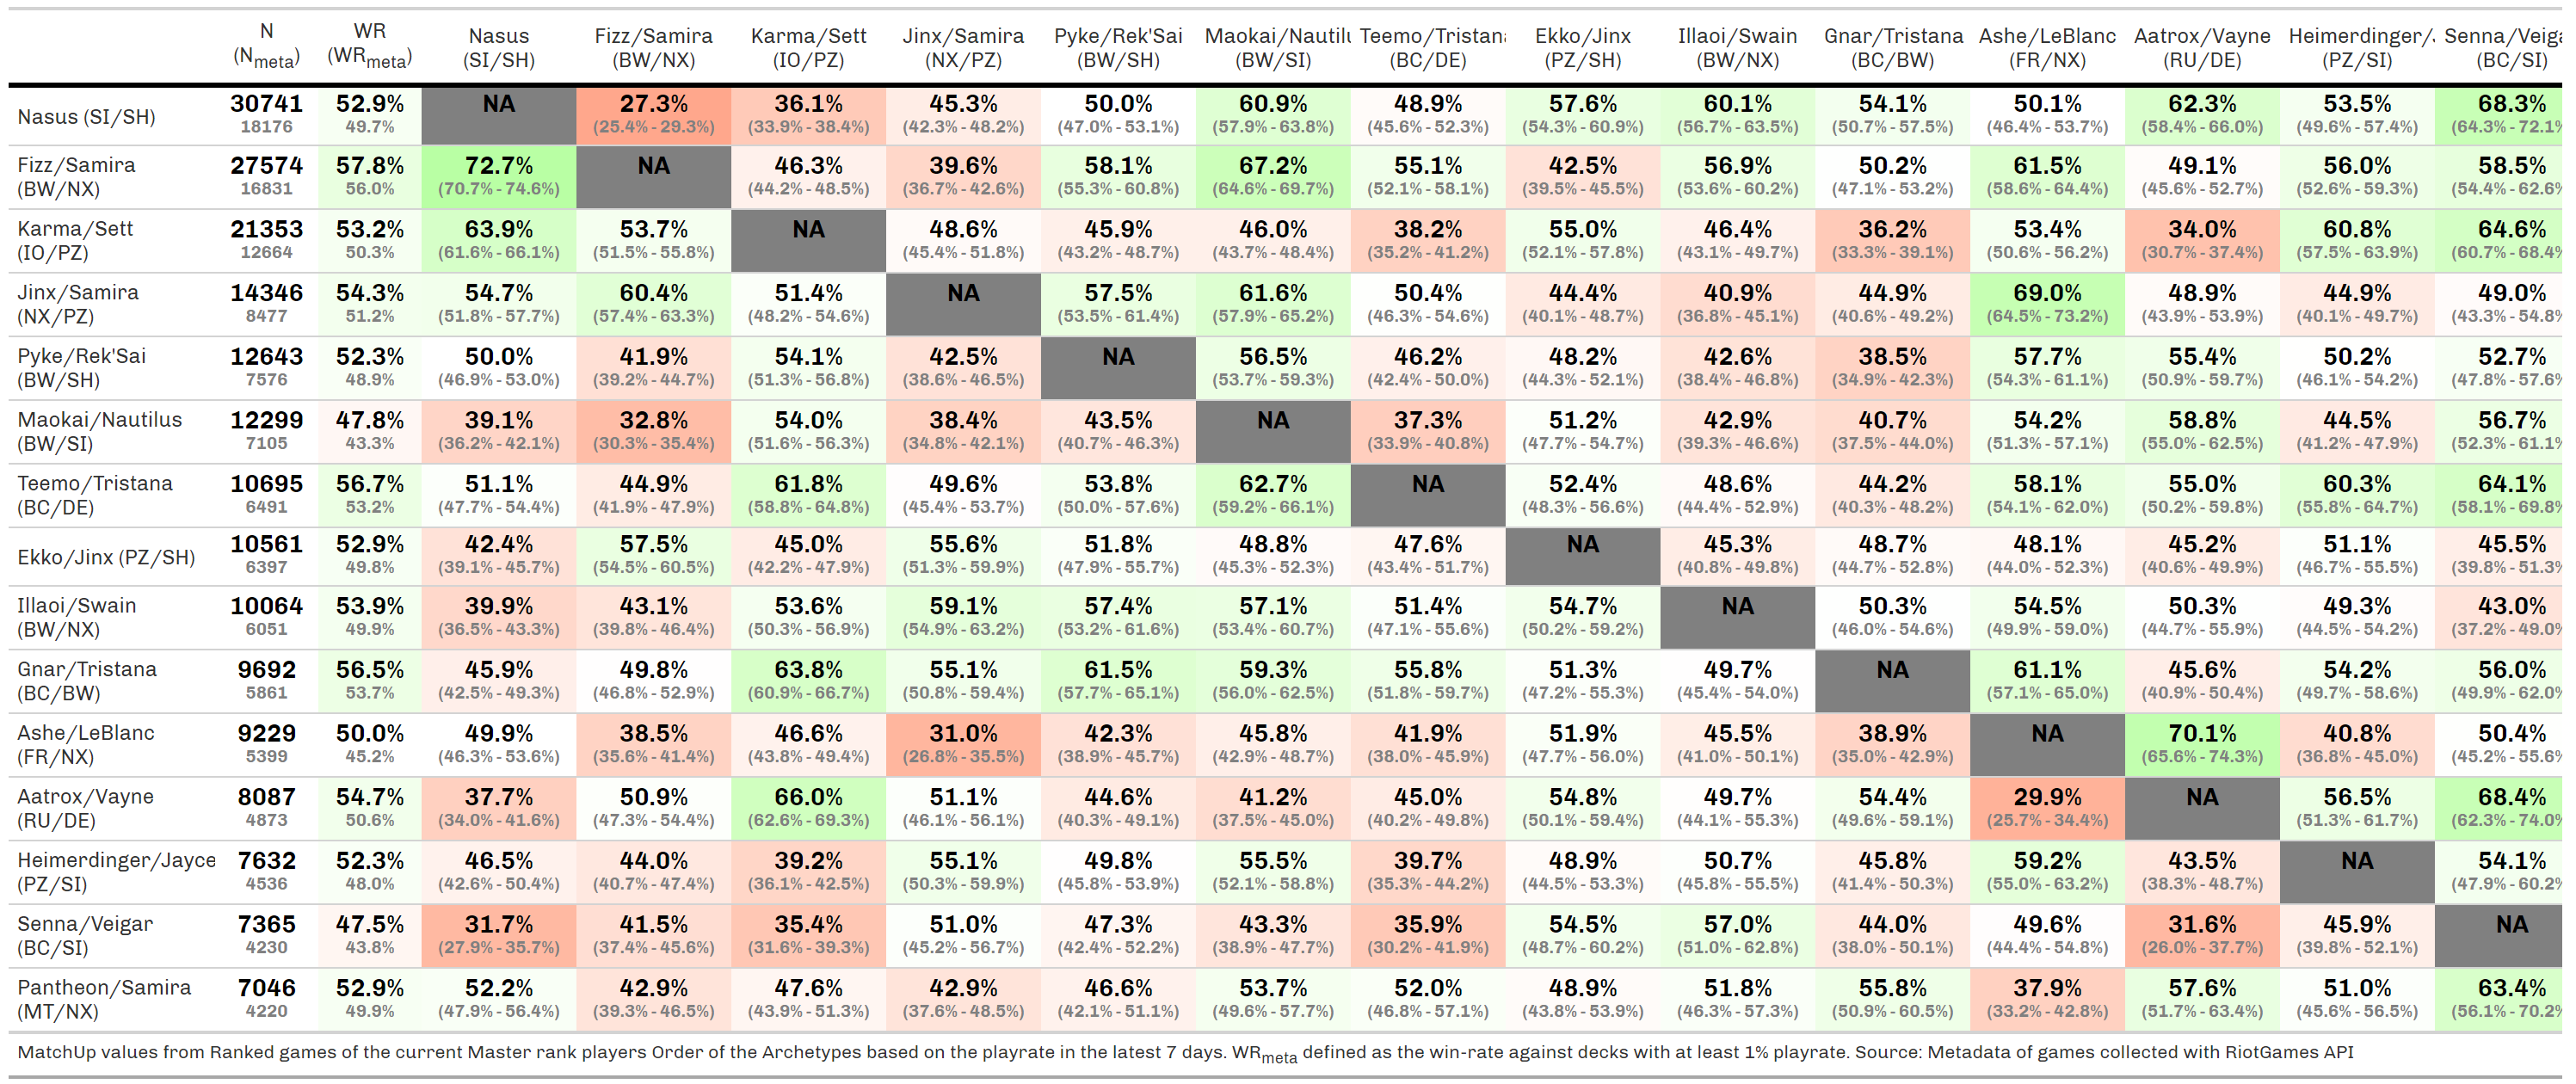 N WR Nasus Fizz/Samira Karma/Sett Jinx/Samira Pyke/Rek'Sai Maokai/Nautilu Teemo/Tristana Ekko/Jinx Illaoi/Swain Gnar/Tristana Ashe/LeBlanc Aatrox/Vayne Heimerdinger/J Senna/Veiga
(Nmeta) (WRmeta) (SI/SH) (BW/NX) (IO/PZ) (NX/PZ) (BW/SH) (BW/SI) (BC/DE) (PZ/SH) (BW/NX) (BC/BW) (FR/NX) (RU/DE) (PZ/SI) (BC/SI)
Nasus (SI/SH) 30741 52.9% NA 27.3% 36.1% 45.3% 50.0% 60.9% 48.9% 57.6% 60.1% 54.1% 50.1% 62.3% 53.5% 68.3%
18176 49.7% (25.4% - 29.3%) (33.9% - 38.4%) (42.3% - 48.2%) (47.0% - 53.1%) (57.9% - 63.8%) (45.6% - 52.3%) (54.3% - 60.9%) (56.7% - 63.5%) (50.7% - 57.5%) (46.4% - 53.7%) (58.4% - 66.0%) (49.6% - 57.4%) (64.3% - 72.1%
Fizz/Samira 27574 57.8% 72.7% NA 46.3% 39.6% 58.1% 67.2% 55.1% 42.5% 56.9% 50.2% 61.5% 49.1% 56.0% 58.5%
(BW/NX) 16831 56.0% (70.7% - 74.6%) (44.2% - 48.5%) (36.7% - 42.6%) (55.3% - 60.8%) (64.6% - 69.7%) (52.1% - 58.1%) (39.5% - 45.5%) (53.6% - 60.2%) (47.1% - 53.2%) (58.6% - 64.4%) (45.6% - 52.7%) (52.6% - 59.3%) (54.4% - 62.6%
Karma/Sett 21353 53.2% 63.9% 53.7% NA 48.6% 45.9% 46.0% 38.2% 55.0% 46.4% 36.2% 53.4% 34.0% 60.8% 64.6%
(IO/PZ) 12664 50.3% (61.6% - 66.1%) (51.5% - 55.8%) (45.4% - 51.8%) (43.2% - 48.7%) (43.7% - 48.4%) (35.2% - 41.2%) (52.1% - 57.8%) (43.1% - 49.7%) (33.3% - 39.1%) (50.6% - 56.2%) (30.7% - 37.4%) (57.5% - 63.9%) (60.7% - 68.4%
Jinx/Samira 14346 54.3% 54.7% 60.4% 51.4% NA 57.5% 61.6% 50.4% 44.4% 40.9% 44.9% 69.0% 48.9% 44.9% 49.0%
(NX/PZ) 8477 51.2% (51.8% - 57.7%) (57.4% - 63.3%) (48.2% - 54.6%) (53.5% - 61.4%) (57.9% - 65.2%) (46.3% - 54.6%) (40.1% - 48.7%) (36.8% - 45.1%) (40.6% - 49.2%) (64.5% - 73.2%) (43.9% - 53.9%) (40.1% - 49.7%) (43.3% - 54.8%
Pyke/Rek'Sai 12643 52.3% 50.0% 41.9% 54.1% 42.5% NA 56.5% 46.2% 48.2% 42.6% 38.5% 57.7% 55.4% 50.2% 52.7%
(BW/SH) 7576 48.9% (46.9% - 53.0%) (39.2% - 44.7%) (51.3% - 56.8%) (38.6% - 46.5%) (53.7% - 59.3%) (42.4% - 50.0%) (44.3% - 52.1%) (38.4% - 46.8%) (34.9% - 42.3%) (54.3% - 61.1%) (50.9% - 59.7%) (46.1% - 54.2%) (47.8% - 57.6%
Maokai/Nautilus 12299 47.8% 39.1% 32.8% 54.0% 38.4% 43.5% NA 37.3% 51.2% 42.9% 40.7% 54.2% 58.8% 44.5% 56.7%
(BW/SI) 7105 43.3% (36.2% - 42.1%) (30.3% - 35.4%) (51.6% - 56.3%) (34.8% - 42.1%) (40.7% - 46.3%) (33.9% - 40.8%) (47.7% - 54.7%) (39.3% - 46.6%) (37.5% - 44.0%) (51.3% - 57.1%) (55.0% - 62.5%) (41.2% - 47.9%) (52.3% - 61.1%
Teemo/Tristana 10695 56.7% 51.1% 44.9% 61.8% 49.6% 53.8% 62.7% NA 52.4% 48.6% 44.2% 58.1% 55.0% 60.3% 64.1%
(BC/DE) 6491 53.2% (47.7% - 54.4%) (41.9% - 47.9%) (58.8% - 64.8%) (45.4% - 53.7%) (50.0% - 57.6%) (59.2% - 66.1%) (48.3% - 56.6%) (44.4% - 52.9%) (40.3% - 48.2%) (54.1% - 62.0%) (50.2% - 59.8%) (55.8% - 64.7%) (58.1% - 69.8%
Ekko/Jinx (PZ/SH) 10561 52.9% 42.4% 57.5% 45.0% 55.6% 51.8% 48.8% 47.6% NA 45.3% 48.7% 48.1% 45.2% 51.1% 45.5%
6397 49.8% (39.1% - 45.7%) (54.5% - 60.5%) (42.2% - 47.9%) (51.3% - 59.9%) (47.9% - 55.7%) (45.3% - 52.3%) (43.4% - 51.7%) (40.8% - 49.8%) (44.7% - 52.8%) (44.0% - 52.3%) (40.6% - 49.9%) (46.7% - 55.5%) (39.8% - 51.3%
Illaoi/Swain 10064 53.9% 39.9% 43.1% 53.6% 59.1% 57.4% 57.1% 51.4% 54.7% NA 50.3% 54.5% 50.3% 49.3% 43.0%
(BW/NX) 6051 49.9% (36.5% - 43.3%) (39.8% - 46.4%) (50.3% - 56.9%) (54.9% - 63.2%) (53.2% - 61.6%) (53.4% - 60.7%) (47.1% - 55.6%) (50.2% - 59.2%) (46.0% - 54.6%) (49.9% - 59.0%) (44.7% - 55.9%) (44.5% - 54.2%) (37.2% - 49.0%
Gnar/Tristana 9692 56.5% 45.9% 49.8% 63.8% 55.1% 61.5% 59.3% 55.8% 51.3% 49.7% NA 61.1% 45.6% 54.2% 56.0%
(BC/BW) 5861 53.7% (42.5% - 49.3%) (46.8% - 52.9%) (60.9% - 66.7%) (50.8% - 59.4%) (57.7% - 65.1%) (56.0% - 62.5%) (51.8% - 59.7%) (47.2% - 55.3%) (45.4% - 54.0%) (57.1% - 65.0%) (40.9% - 50.4%) (49.7% - 58.6%) (49.9% - 62.0%
Ashe/LeBlanc 9229 50.0% 49.9% 38.5% 46.6% 31.0% 42.3% 45.8% 41.9% 51.9% 45.5% 38.9% NA 70.1% 40.8% 50.4%
(FR/NX) 5399 45.2% (46.3% - 53.6%) (35.6% - 41.4%) (43.8% - 49.4%) (26.8% - 35.5%) (38.9% - 45.7%) (42.9% - 48.7%) (38.0% - 45.9%) (47.7% - 56.0%) (41.0% - 50.1%) (35.0% - 42.9%) (65.6% - 74.3%) (36.8% - 45.0%) (45.2% - 55.6%
Aatrox/Vayne 8087 54.7% 37.7% 50.9% 66.0% 51.1% 44.6% 41.2% 45.0% 54.8% 49.7% 54.4% 29.9% NA 56.5% 68.4%
(RU/DE) 4873 50.6% (34.0% - 41.6%) (47.3% - 54.4%) (62.6% - 69.3%) (46.1% - 56.1%) (40.3% - 49.1%) (37.5% - 45.0%) (40.2% - 49.8%) (50.1% - 59.4%) (44.1% - 55.3%) (49.6% - 59.1%) (25.7% - 34.4%) (51.3% - 61.7%) (62.3% - 74.0%
Heimerdinger/Jayce 7632 52.3% 46.5% 44.0% 39.2% 55.1% 49.8% 55.5% 39.7% 48.9% 50.7% 45.8% 59.2% 43.5% NA 54.1%
(PZ/SI) 4536 48.0% (42.6% - 50.4%) (40.7% - 47.4%) (36.1% - 42.5%) (50.3% - 59.9%) (45.8% - 53.9%) (52.1% - 58.8%) (35.3% - 44.2%) (44.5% - 53.3%) (45.8% - 55.5%) (41.4% - 50.3%) (55.0% - 63.2%) (38.3% - 48.7%) (47.9% - 60.2%
Senna/Veigar 7365 47.5% 31.7% 41.5% 35.4% 51.0% 47.3% 43.3% 35.9% 54.5% 57.0% 44.0% 49.6% 31.6% 45.9% NA
(BC/SI) 4230 43.8% (27.9% - 35.7%) (37.4% - 45.6%) (31.6% - 39.3%) (45.2% - 56.7%) (42.4% - 52.2%) (38.9% - 47.7%) (30.2% - 41.9%) (48.7% - 60.2%) (51.0% - 62.8%) (38.0% - 50.1%) (44.4% - 54.8%) (26.0% - 37.7%) (39.8% - 52.1%)
Pantheon/Samira 7046 52.9% 52.2% 42.9% 47.6% 42.9% 46.6% 53.7% 52.0% 48.9% 51.8% 55.8% 37.9% 57.6% 51.0% 63.4%
(MT/NX) 4220 49.9% (47.9% - 56.4%) (39.3% - 46.5%) (43.9% - 51.3%) (37.6% - 48.5%) (42.1% - 51.1%) (49.6% - 57.7%) (46.8% - 57.1%) (43.8% - 53.9%) (46.3% - 57.3%) (50.9% - 60.5%) (33.2% - 42.8%) (51.7% - 63.4%) (45.6% - 56.5%) (56.1% - 70.2%
MatchUp values from Ranked games of the current Master rank players Order of the Archetypes based on the playrate in the latest 7 days. WRmeta defined as the win-rate against decks with at least 1% playrate. Source: Metadata of games collected with RiotGames API